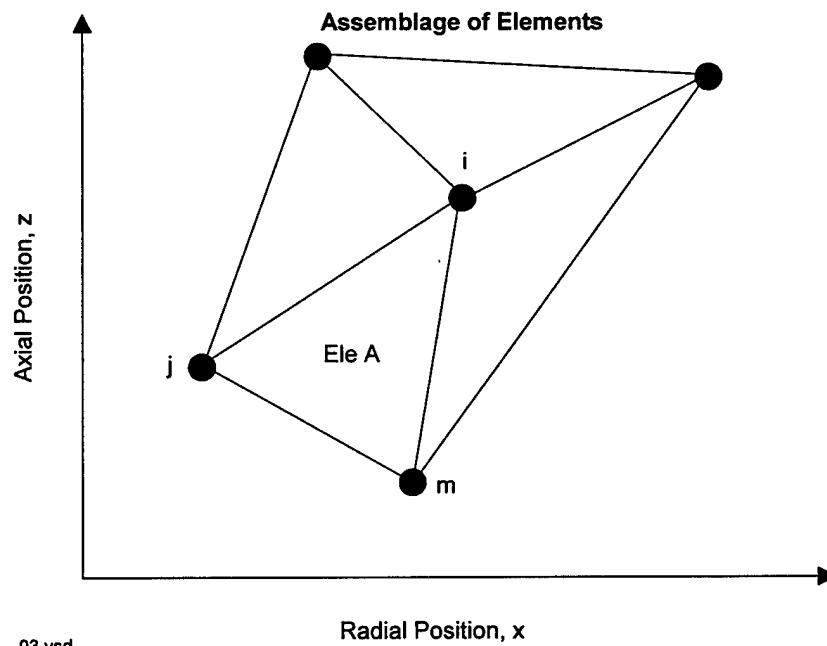 Assemblage of Elements
i
Axial Position, z
Ele A
j
m
Radial Position, x